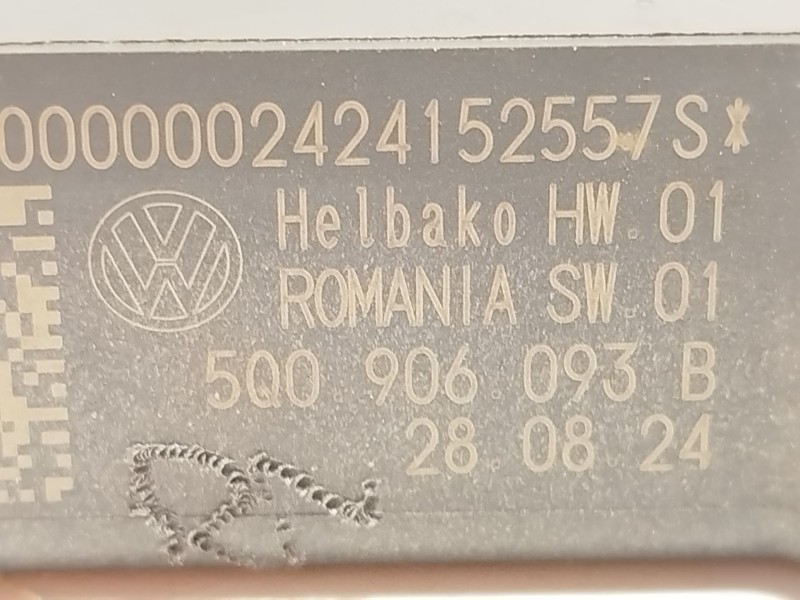 0000002424152557S*
Helbako HW.01
ROMANIA SW.01
5Q0.906.093 B
28.08.24